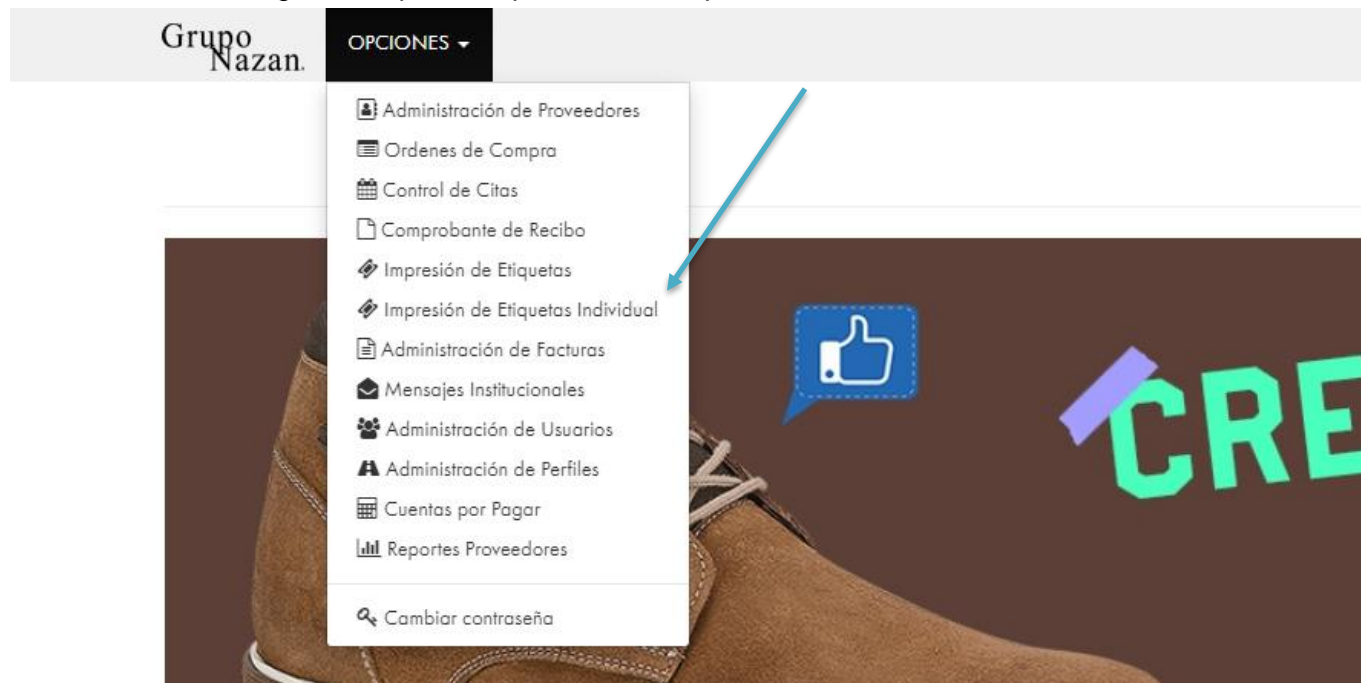 Grupo
Nazan.
OPCIONES
Administración de Proveedores
Ordenes de Compra
Control de Citas
Comprobante de Recibo
Impresión de Etiquetas
Impresión de Etiquetas Individual
Administración de Facturas
Mensajes Institucionales
Administración de Usuarios
Administración de Perfiles
Cuentas por Pagar
Reportes Proveedores
Cambiar contraseña
CRE